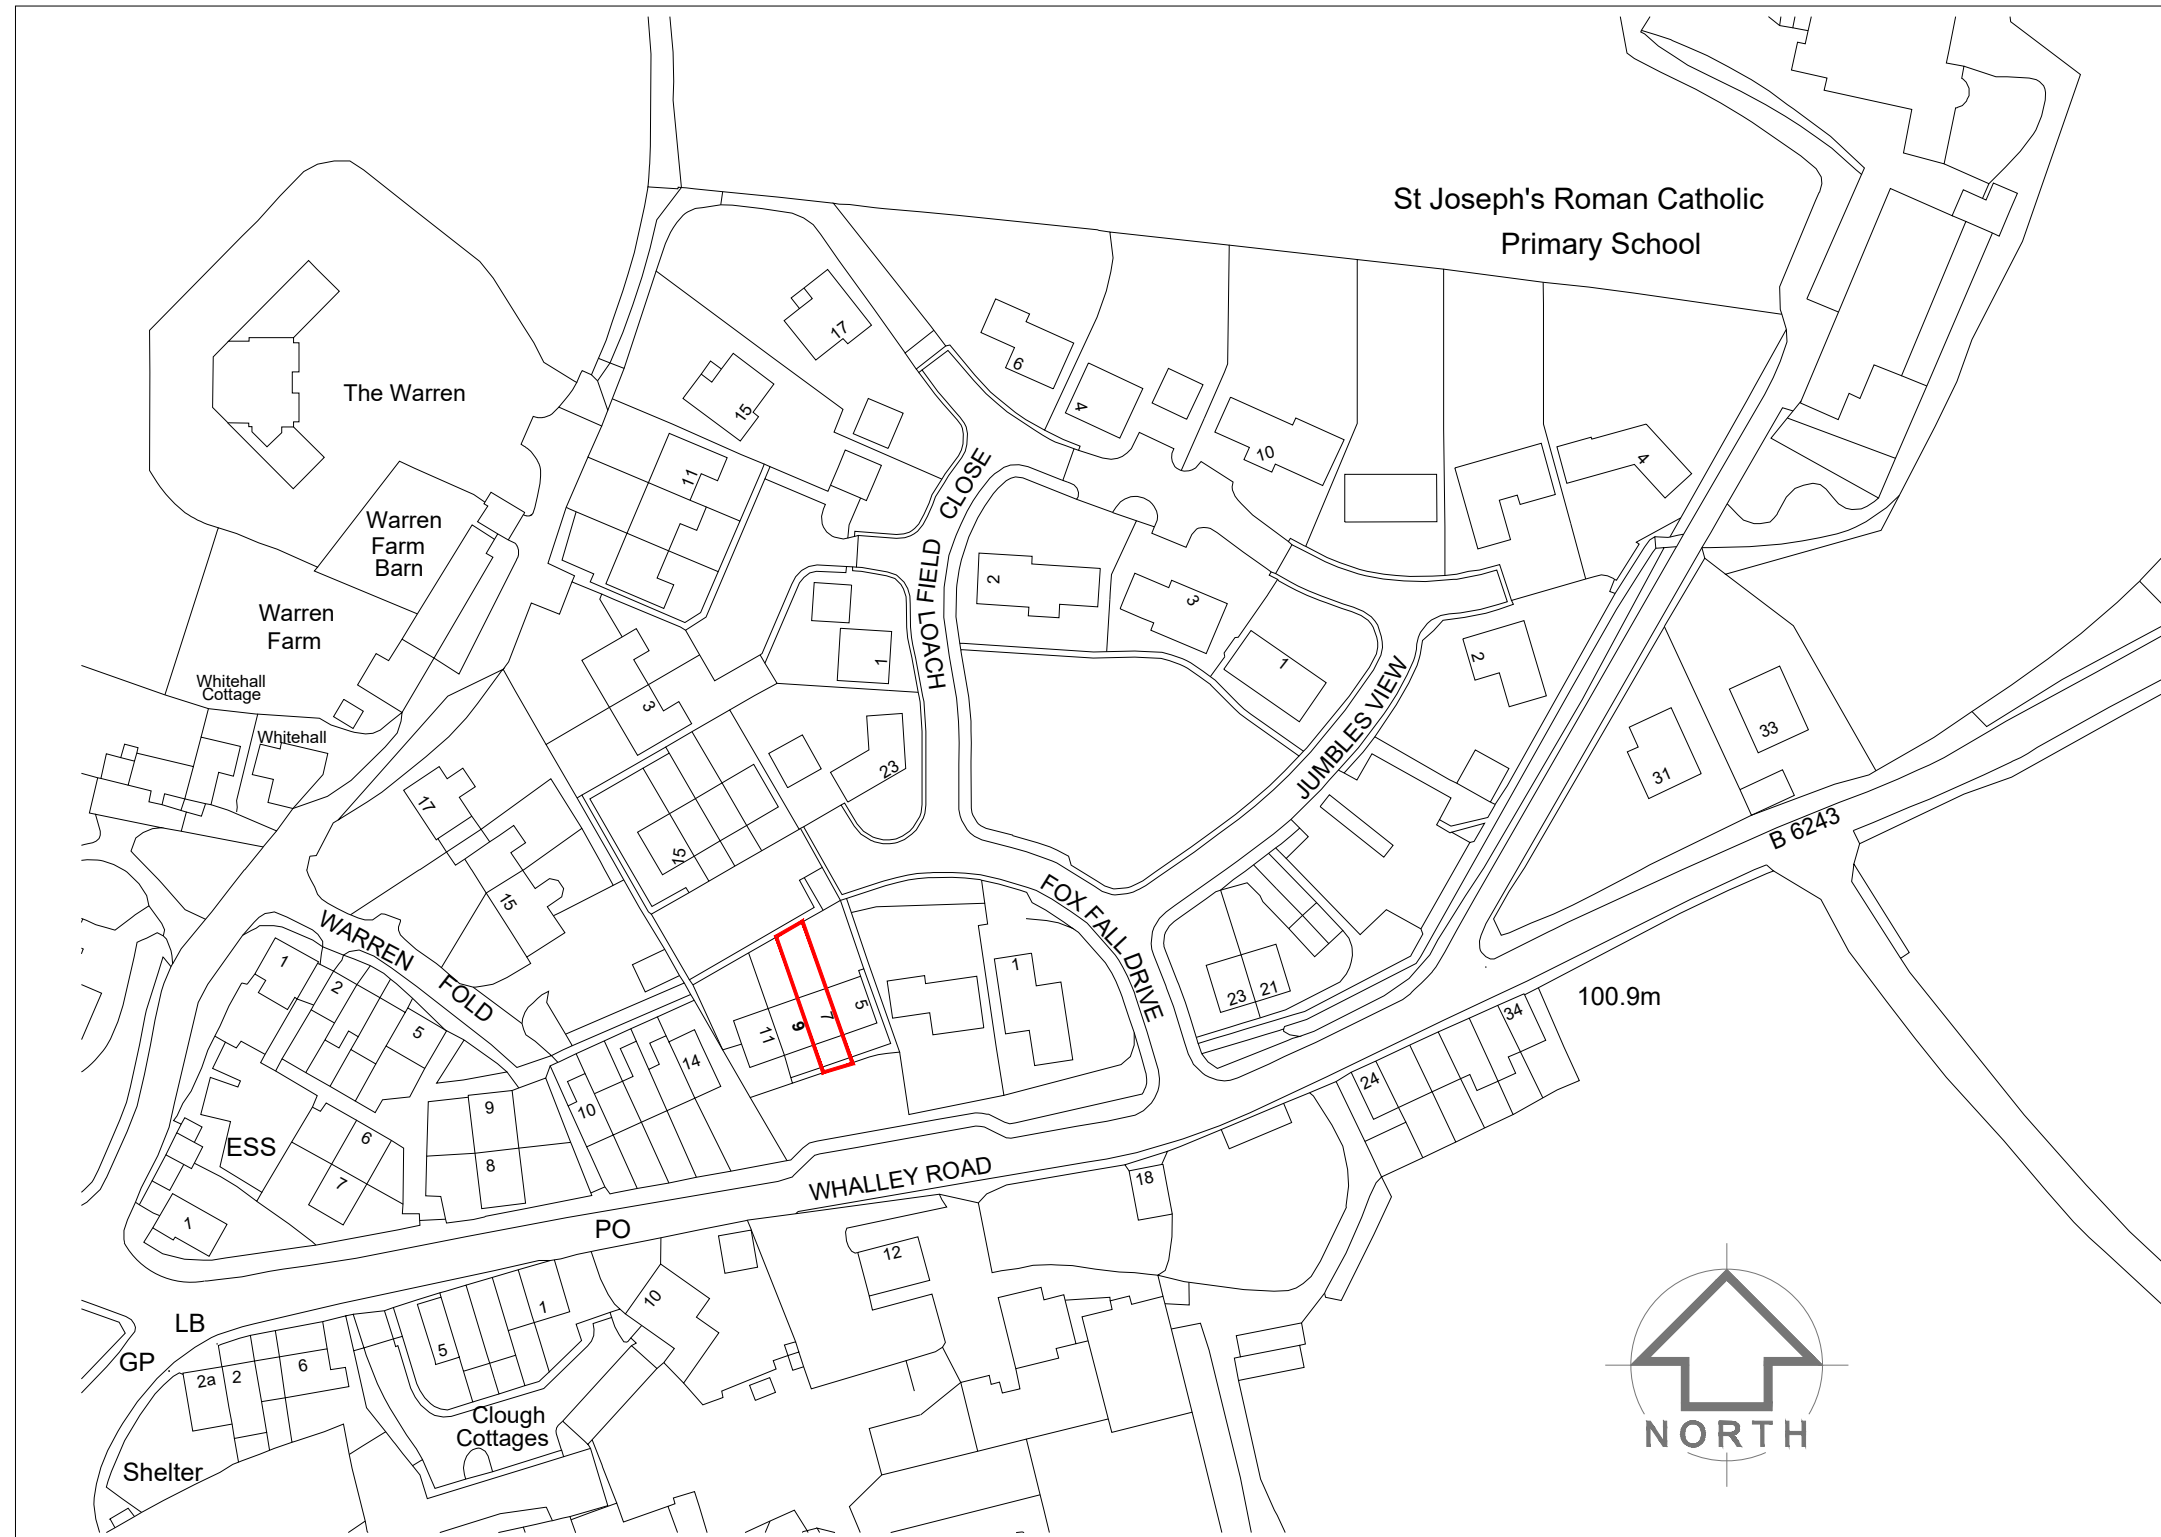 St Joseph's Roman Catholic
Primary School
17
6
4
15
The Warren
11
10
4
CLOSE
Warren
Farm
Barn
LOACH FIELD
2
3
1
Warren
Farm
1
2
Whitehall
Cottage
3
JUMBLES VIEW
Whitehall
33
31
23
17
B 6243
15
15
FOX FALL DRIVE
WARREN
FOLD
1
2
5
1
5
7
9
11
23
21
100.9m
34
14
24
10
9
6
ESS
8
7
1
18
WHALLEY ROAD
PO
12
10
1
LB
5
GP
6
2
2a
Clough
Cottages
Shelter
NORTH